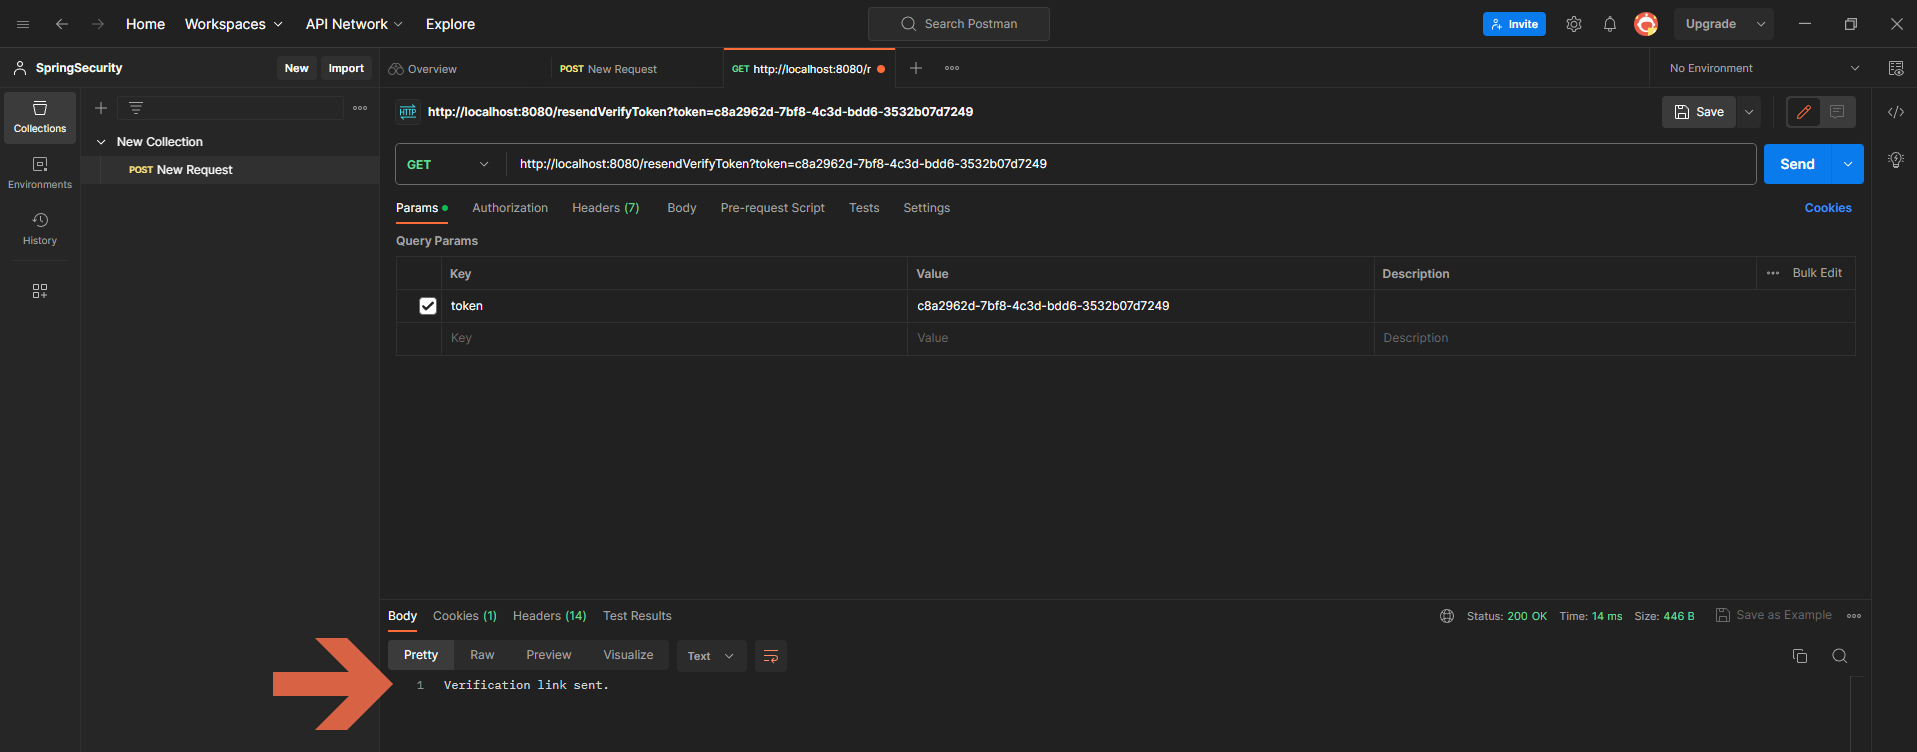 Home Workspaces API Network Explore Search Postman Invite Upgrade
SpringSecurity New Import Overview POST New Request GET http://localhost:8080/r No Environment
HTTP http://localhost:8080/resendVerifyToken?token=c8a2962d-7bf8-4c3d-bdd6-3532b07d7249 Save
Collections
New Collection
POST New Request
Environments
History
GET http://localhost:8080/resendVerifyToken?token=c8a2962d-7bf8-4c3d-bdd6-3532b07d7249 Send
Params Authorization Headers (7) Body Pre-request Script Tests Settings Cookies
Query Params
Key Value Description Bulk Edit
token c8a2962d-7bf8-4c3d-bdd6-3532b07d7249
Key Value Description
Body Cookies (1) Headers (14) Test Results Status: 200 OK Time: 14 ms Size: 446 B Save as Example
Pretty Raw Preview Visualize Text
1 Verification link sent.